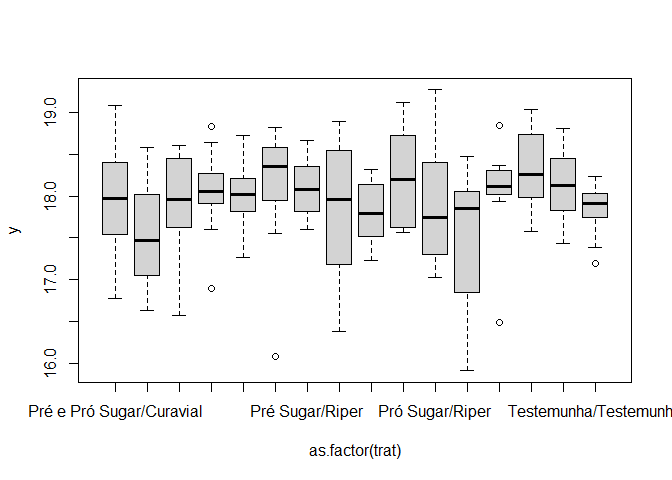 19.0
18.0
17.0
16.0
y
Pré e Pró Sugar/Curavial Pré Sugar/Riper Pró Sugar/Riper Testemunha/Testemunh
as.factor(trat)